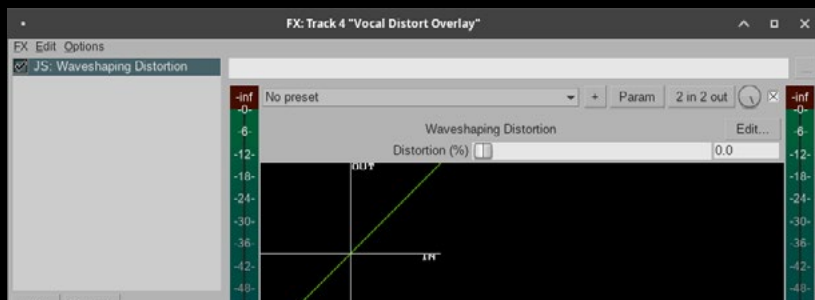 FX: Track 4 "Vocal Distort Overlay"
FX Edit Options
JS: Waveshaping Distortion
...
-inf No preset + Param 2 in 2 out -inf
-0- -0-
Waveshaping Distortion Edit...
-6- -6-
Distortion (%) 0.0
-12- -12-
OUT
-18- -18-
-24- -24-
-30- -30-
-36- -36-
IN
-42- -42-
-48- -48-